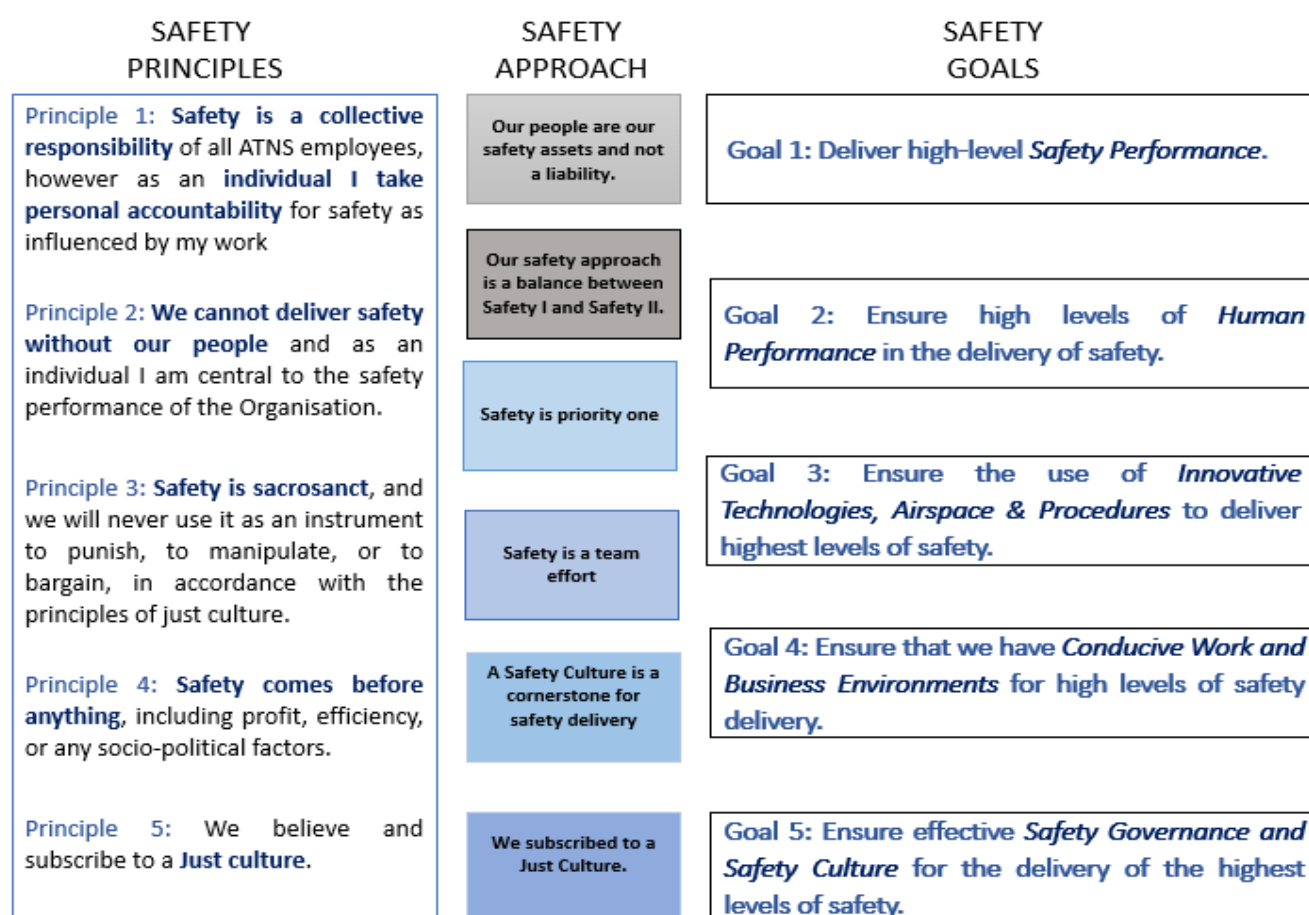 SAFETY
PRINCIPLES
Principle 1: Safety is a collective
responsibility of all ATNS employees,
however as an individual I take
personal accountability for safety as
influenced by my work
Principle 2: We cannot deliver safety
without our people and as an
individual I am central to the safety
performance of the Organisation.
Principle 3: Safety is sacrosanct, and
we will never use it as an instrument
to punish, to manipulate, or to
bargain, in accordance with the
principles of just culture.
Principle 4: Safety comes before
anything, including profit, efficiency,
or any socio-political factors.
Principle 5: We believe and
subscribe to a Just culture.
SAFETY
APPROACH
Our people are our
safety assets and not
a liability.
Our safety approach
is a balance between
Safety I and Safety II.
Safety is priority one
Safety is a team
effort
A Safety Culture is a
cornerstone for
safety delivery
We subscribed to a
Just Culture.
SAFETY
GOALS
Goal 1: Deliver high-level Safety Performance.
Goal 2: Ensure high levels of Human
Performance in the delivery of safety.
Goal 3: Ensure the use of Innovative
Technologies, Airspace & Procedures to deliver
highest levels of safety.
Goal 4: Ensure that we have Conducive Work and
Business Environments for high levels of safety
delivery.
Goal 5: Ensure effective Safety Governance and
Safety Culture for the delivery of the highest
levels of safety.